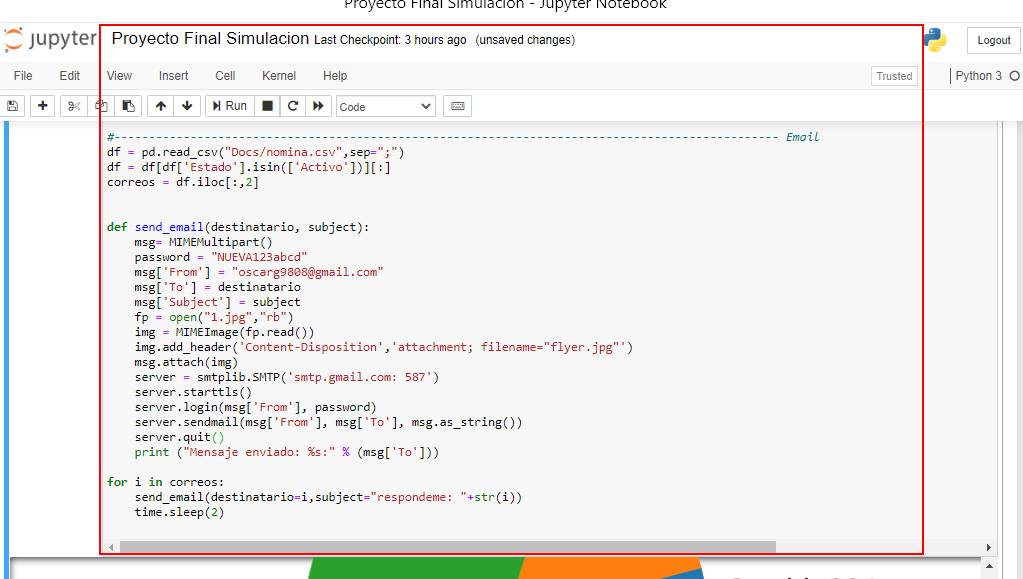 Proyecto Final Simulacion - Jupyter Notebook
jupyter Proyecto Final Simulacion Last Checkpoint: 3 hours ago (unsaved changes) Logout
File Edit View Insert Cell Kernel Help Trusted Python 3
Run Code
#------------------------------------------------------------------------------------------------ Email
df = pd.read_csv("Docs/nomina.csv",sep=";")
df = df[df['Estado'].isin(['Activo'])][:]
correos = df.iloc[:,2]
def send_email(destinatario, subject):
    msg= MIMEMultipart()
    password = "NUEVA123abcd"
    msg['From'] = "oscarg9808@gmail.com"
    msg['To'] = destinatario
    msg['Subject'] = subject
    fp = open("1.jpg","rb")
    img = MIMEImage(fp.read())
    img.add_header('Content-Disposition','attachment; filename="flyer.jpg"')
    msg.attach(img)
    server = smtplib.SMTP('smtp.gmail.com: 587')
    server.starttls()
    server.login(msg['From'], password)
    server.sendmail(msg['From'], msg['To'], msg.as_string())
    server.quit()
    print ("Mensaje enviado: %s:" % (msg['To']))
for i in correos:
    send_email(destinatario=i,subject="respondeme: "+str(i))
    time.sleep(2)